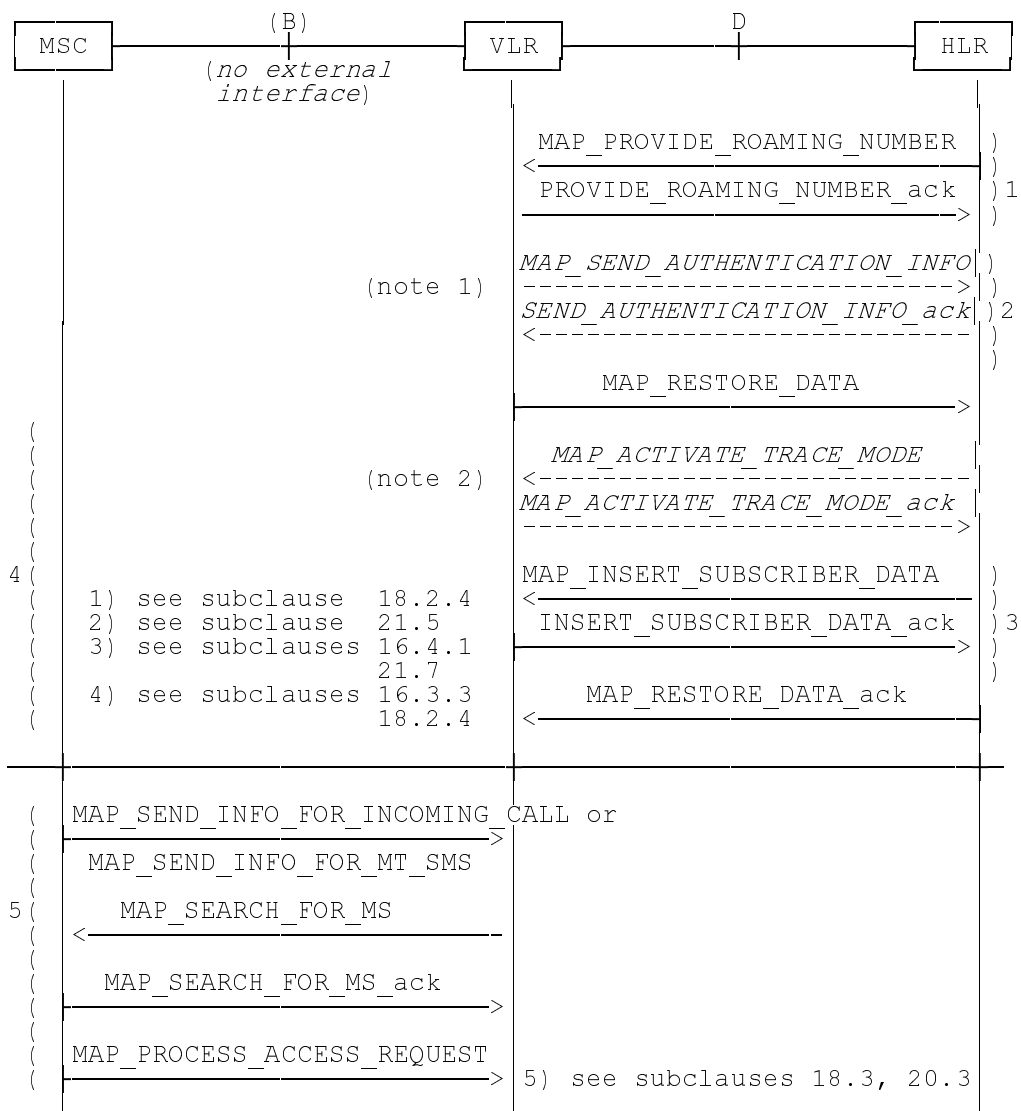 (B) D
MSC VLR HLR
(no external
interface)
MAP_PROVIDE_ROAMING_NUMBER )
< )
PROVIDE_ROAMING_NUMBER_ack )1
> )
MAP_SEND_AUTHENTICATION_INFO )
(note 1) > )
SEND_AUTHENTICATION_INFO_ack )2
< )
)
MAP_RESTORE_DATA
>
(
( MAP_ACTIVATE_TRACE_MODE
( (note 2) <
( MAP_ACTIVATE_TRACE_MODE_ack
( >
(
4( MAP_INSERT_SUBSCRIBER_DATA )
( 1) see subclause 18.2.4 < )
( 2) see subclause 21.5 INSERT_SUBSCRIBER_DATA_ack )3
( 3) see subclauses 16.4.1 > )
( 21.7 )
( 4) see subclauses 16.3.3 MAP_RESTORE_DATA_ack
( 18.2.4 <
( MAP_SEND_INFO_FOR_INCOMING_CALL or
( >
( MAP_SEND_INFO_FOR_MT_SMS
(
5( MAP_SEARCH_FOR_MS
( <
(
( MAP_SEARCH_FOR_MS_ack
( >
(
( MAP_PROCESS_ACCESS_REQUEST
( > 5) see subclauses 18.3, 20.3